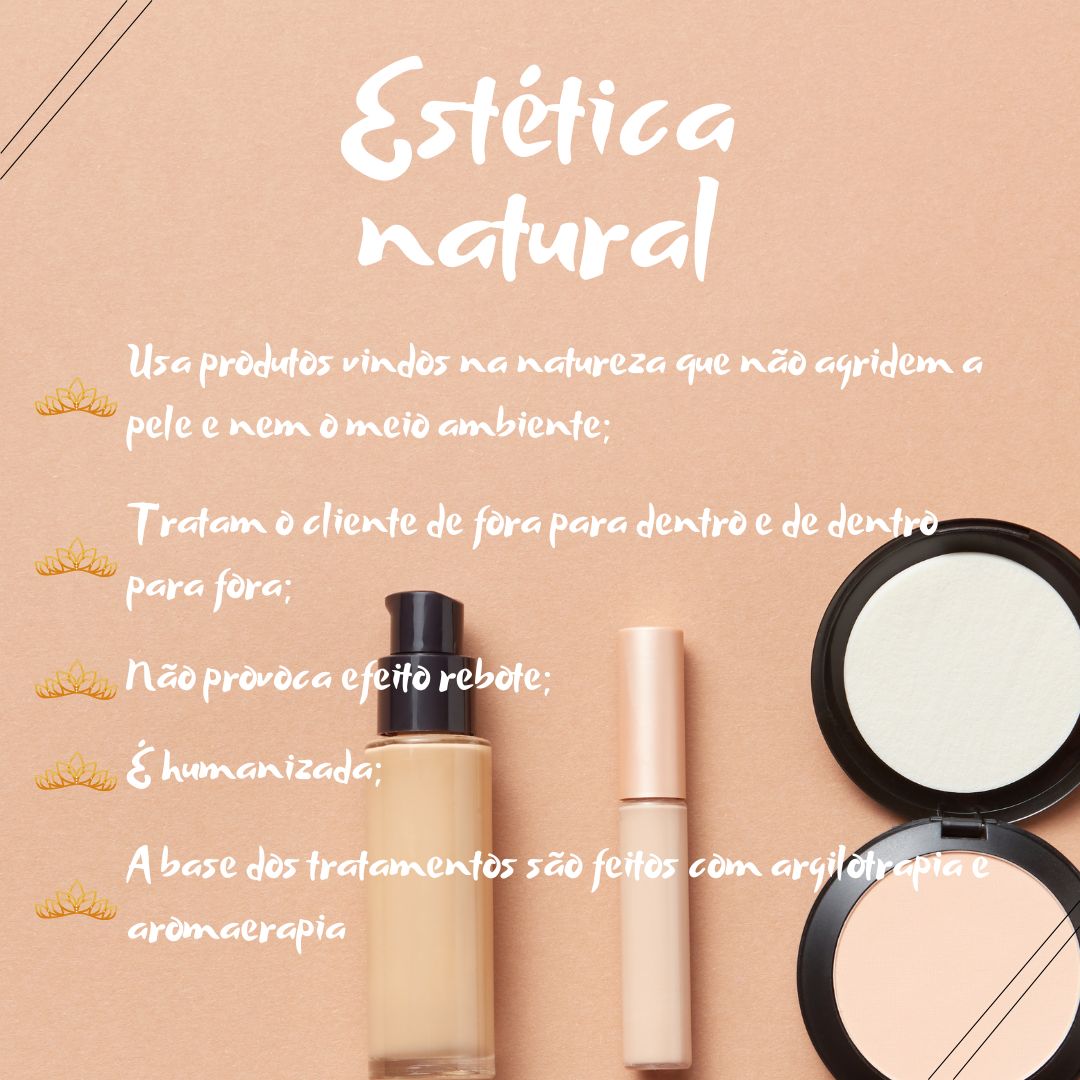 Estética
natural
Usa produtos vindos na natureza que não agridem a
pele e nem o meio ambiente;
Tratam o cliente de fora para dentro e de dentro
para fora;
Não provoca efeito rebote;
É humanizada;
A base dos tratamentos são feitos com argilotrapia e
aromaerapia